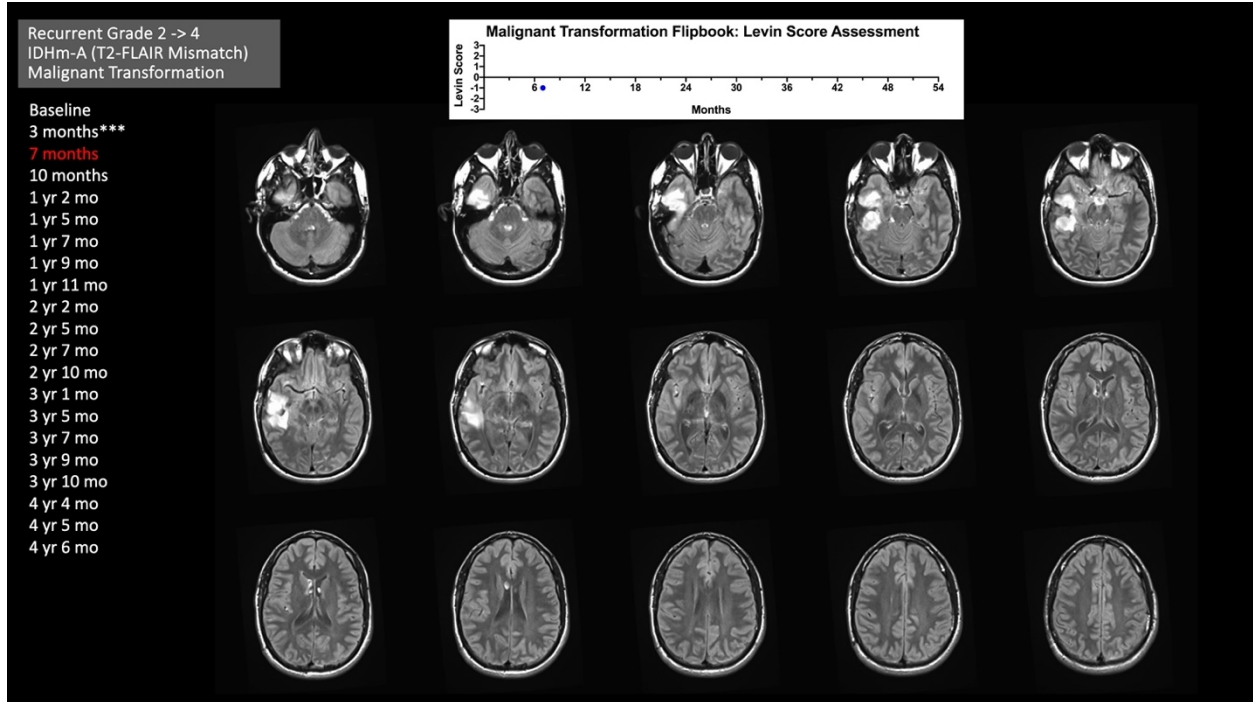 Recurrent Grade 2 -> 4
IDHm-A (T2-FLAIR Mismatch)
Malignant Transformation
Malignant Transformation Flipbook: Levin Score Assessment
Levin Score
3
2
1
0
-1
-2
-3
6 12 18 24 30 36 42 48 54
Months
Baseline
3 months***
7 months
10 months
1 yr 2 mo
1 yr 5 mo
1 yr 7 mo
1 yr 9 mo
1 yr 11 mo
2 yr 2 mo
2 yr 5 mo
2 yr 7 mo
2 yr 10 mo
3 yr 1 mo
3 yr 5 mo
3 yr 7 mo
3 yr 9 mo
3 yr 10 mo
4 yr 4 mo
4 yr 5 mo
4 yr 6 mo